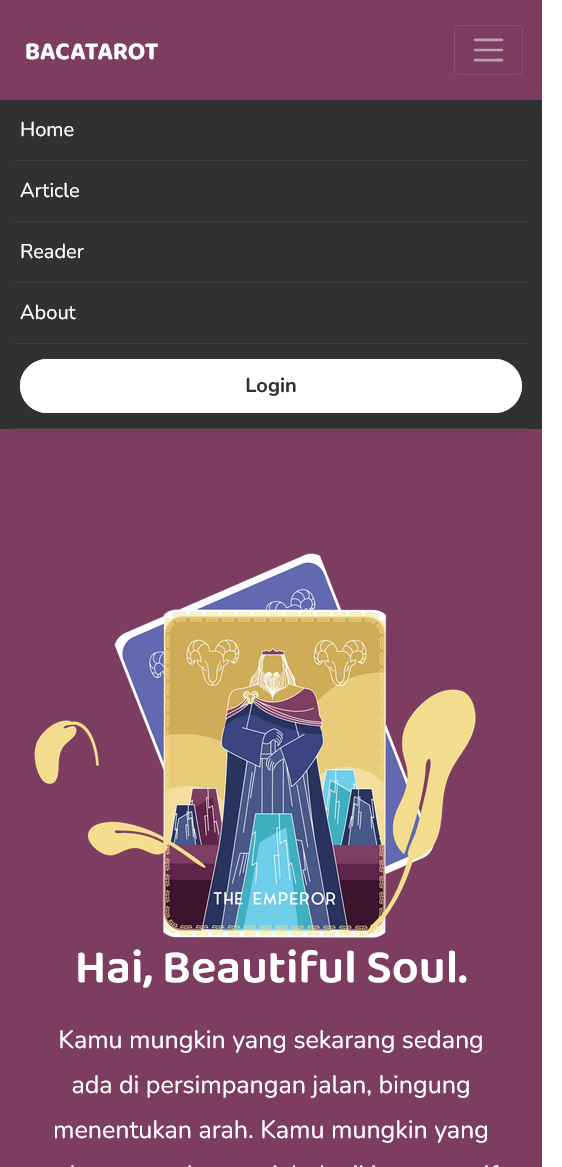 BACATAROT
Home
Article
Reader
About
Login
THE EMPEROR
Hai, Beautiful Soul.
Kamu mungkin yang sekarang sedang
ada di persimpangan jalan, bingung
menentukan arah. Kamu mungkin yang